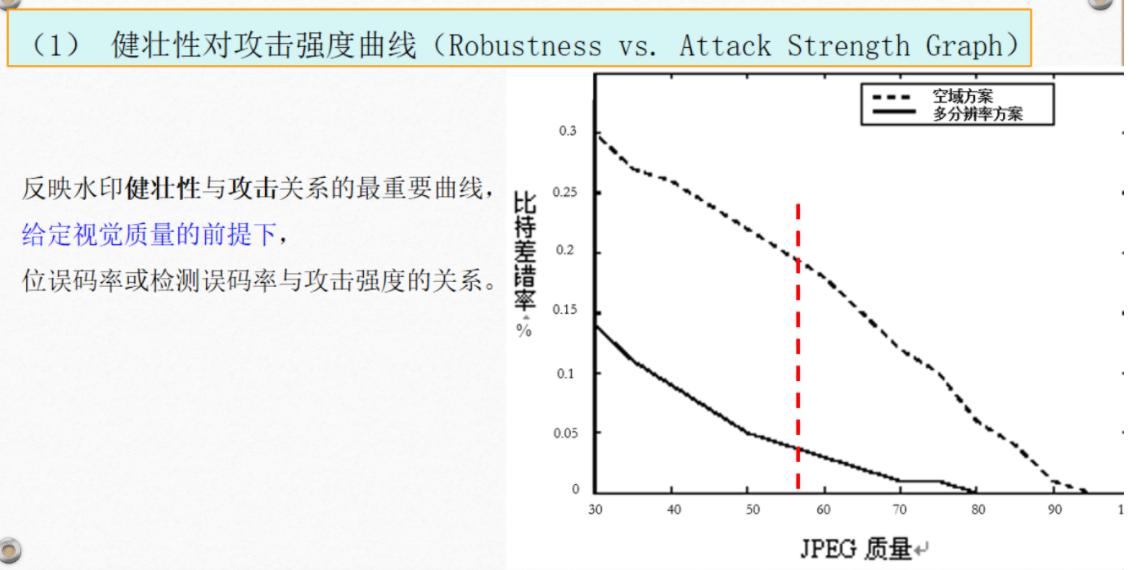 （1） 健壮性对攻击强度曲线（Robustness vs. Attack Strength Graph）
反映水印健壮性与攻击关系的最重要曲线，
给定视觉质量的前提下，
位误码率或检测误码率与攻击强度的关系。
比持差错率
%
空域方案
多分辨率方案
0.3
0.25
0.2
0.15
0.1
0.05
0
30 40 50 60 70 80 90 1
JPEG 质量↵